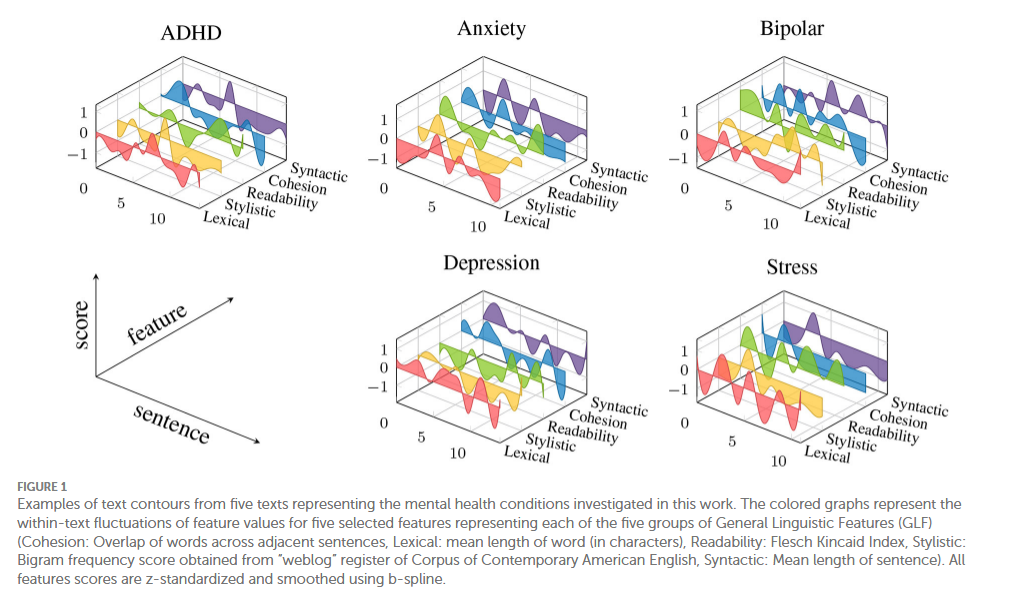 ADHD
Anxiety
Bipolar
1
0
−1
0
5
10
Syntactic
Cohesion
Readability
Stylistic
Lexical
1
0
−1
0
5
10
Syntactic
Cohesion
Readability
Stylistic
Lexical
1
0
−1
0
5
10
Syntactic
Cohesion
Readability
Stylistic
Lexical
score
feature
sentence
Depression
Stress
1
0
−1
0
5
10
Syntactic
Cohesion
Readability
Stylistic
Lexical
1
0
−1
0
5
10
Syntactic
Cohesion
Readability
Stylistic
Lexical
FIGURE 1
Examples of text contours from five texts representing the mental health conditions investigated in this work. The colored graphs represent the
within-text fluctuations of feature values for five selected features representing each of the five groups of General Linguistic Features (GLF)
(Cohesion: Overlap of words across adjacent sentences, Lexical: mean length of word (in characters), Readability: Flesch Kincaid Index, Stylistic:
Bigram frequency score obtained from "weblog" register of Corpus of Contemporary American English, Syntactic: Mean length of sentence). All
features scores are z-standardized and smoothed using b-spline.